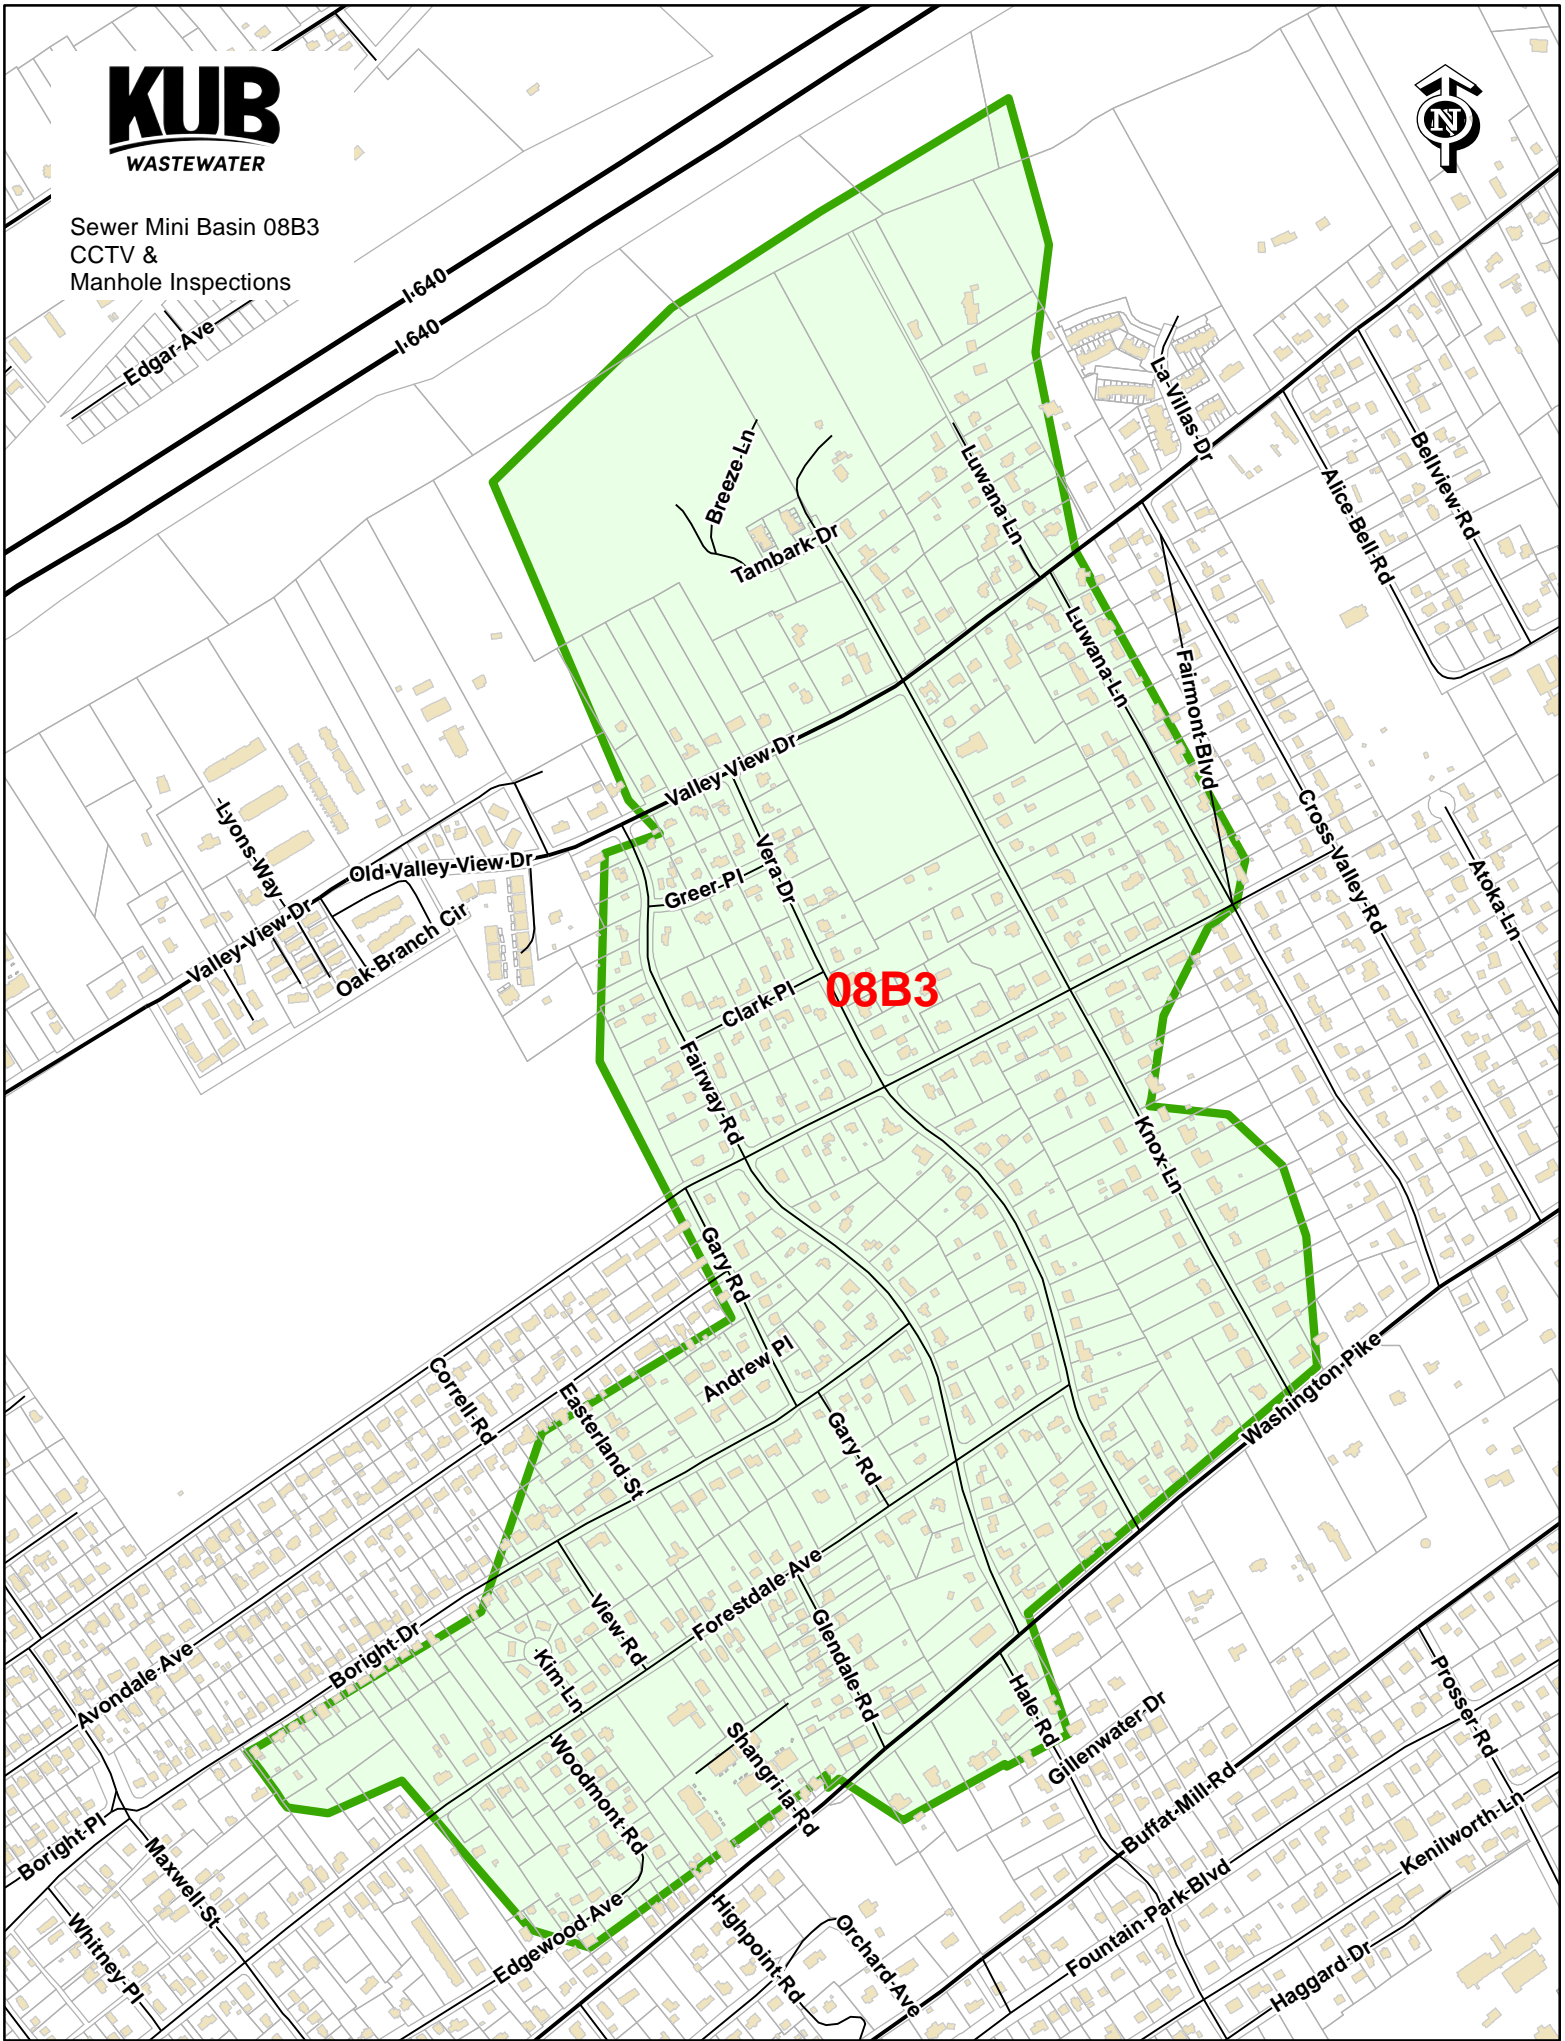 KUB
WASTEWATER
N
Sewer Mini Basin 08B3
CCTV &
Manhole Inspections
I-640
I-640
Edgar Ave
La Villas Dr
Breeze Ln
Luwana Ln
Bellview Rd
Alice Bell Rd
Tambark Dr
Luwana Ln
Fairmont Blvd
Valley View Dr
Lyons Way
Cross Valley Rd
Vera Dr
Old Valley View Dr
Greer Pl
Atoka Ln
Valley View Dr
Oak Branch Cir
08B3
Clark Pl
Fairway Rd
Knox Ln
Gary Rd
Andrew Pl
Washington Pike
Correll Rd
Easterland St
Gary Rd
Forestdale Ave
View Rd
Glendale Rd
Boright Dr
Avondale Ave
Kim Ln
Hale Rd
Prosser Rd
Gillenwater Dr
Shangri-la Rd
Woodmont Rd
Buffat Mill Rd
Boright Pl
Kenilworth Ln
Maxwell St
Fountain Park Blvd
Edgewood Ave
Highpoint Rd
Orchard Ave
Whitney Pl
Haggard Dr